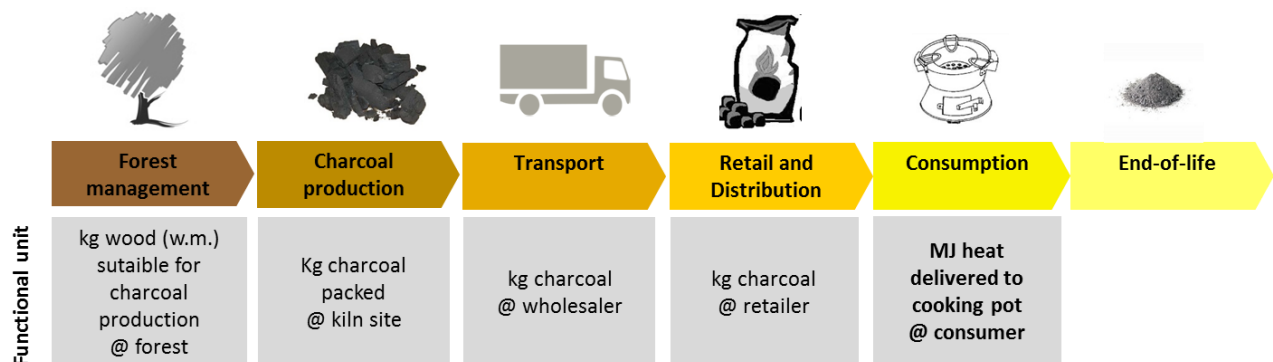 Forest
management
Charcoal
production
Transport
Retail and
Distribution
Consumption
End-of-life
Functional unit
kg wood (w.m.)
sutaible for
charcoal
production
@ forest
Kg charcoal
packed
@ kiln site
kg charcoal
@ wholesaler
kg charcoal
@ retailer
MJ heat
delivered to
cooking pot
@ consumer